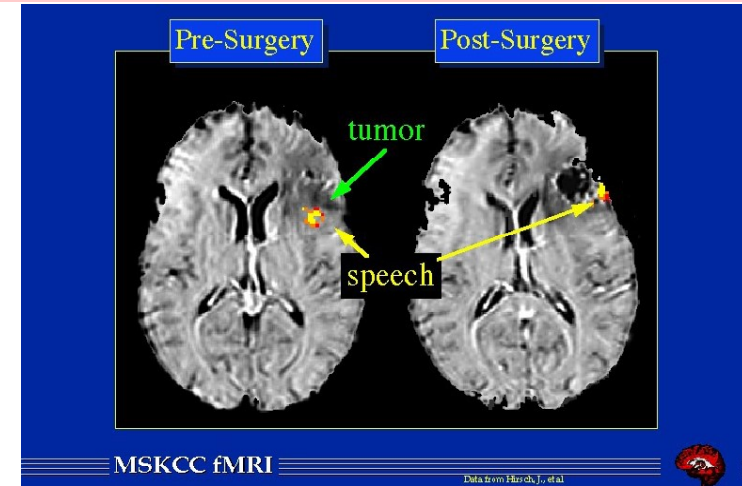 Pre-Surgery
Post-Surgery
tumor
speech
MSKCC fMRI
Data from Hirsch, J., et al